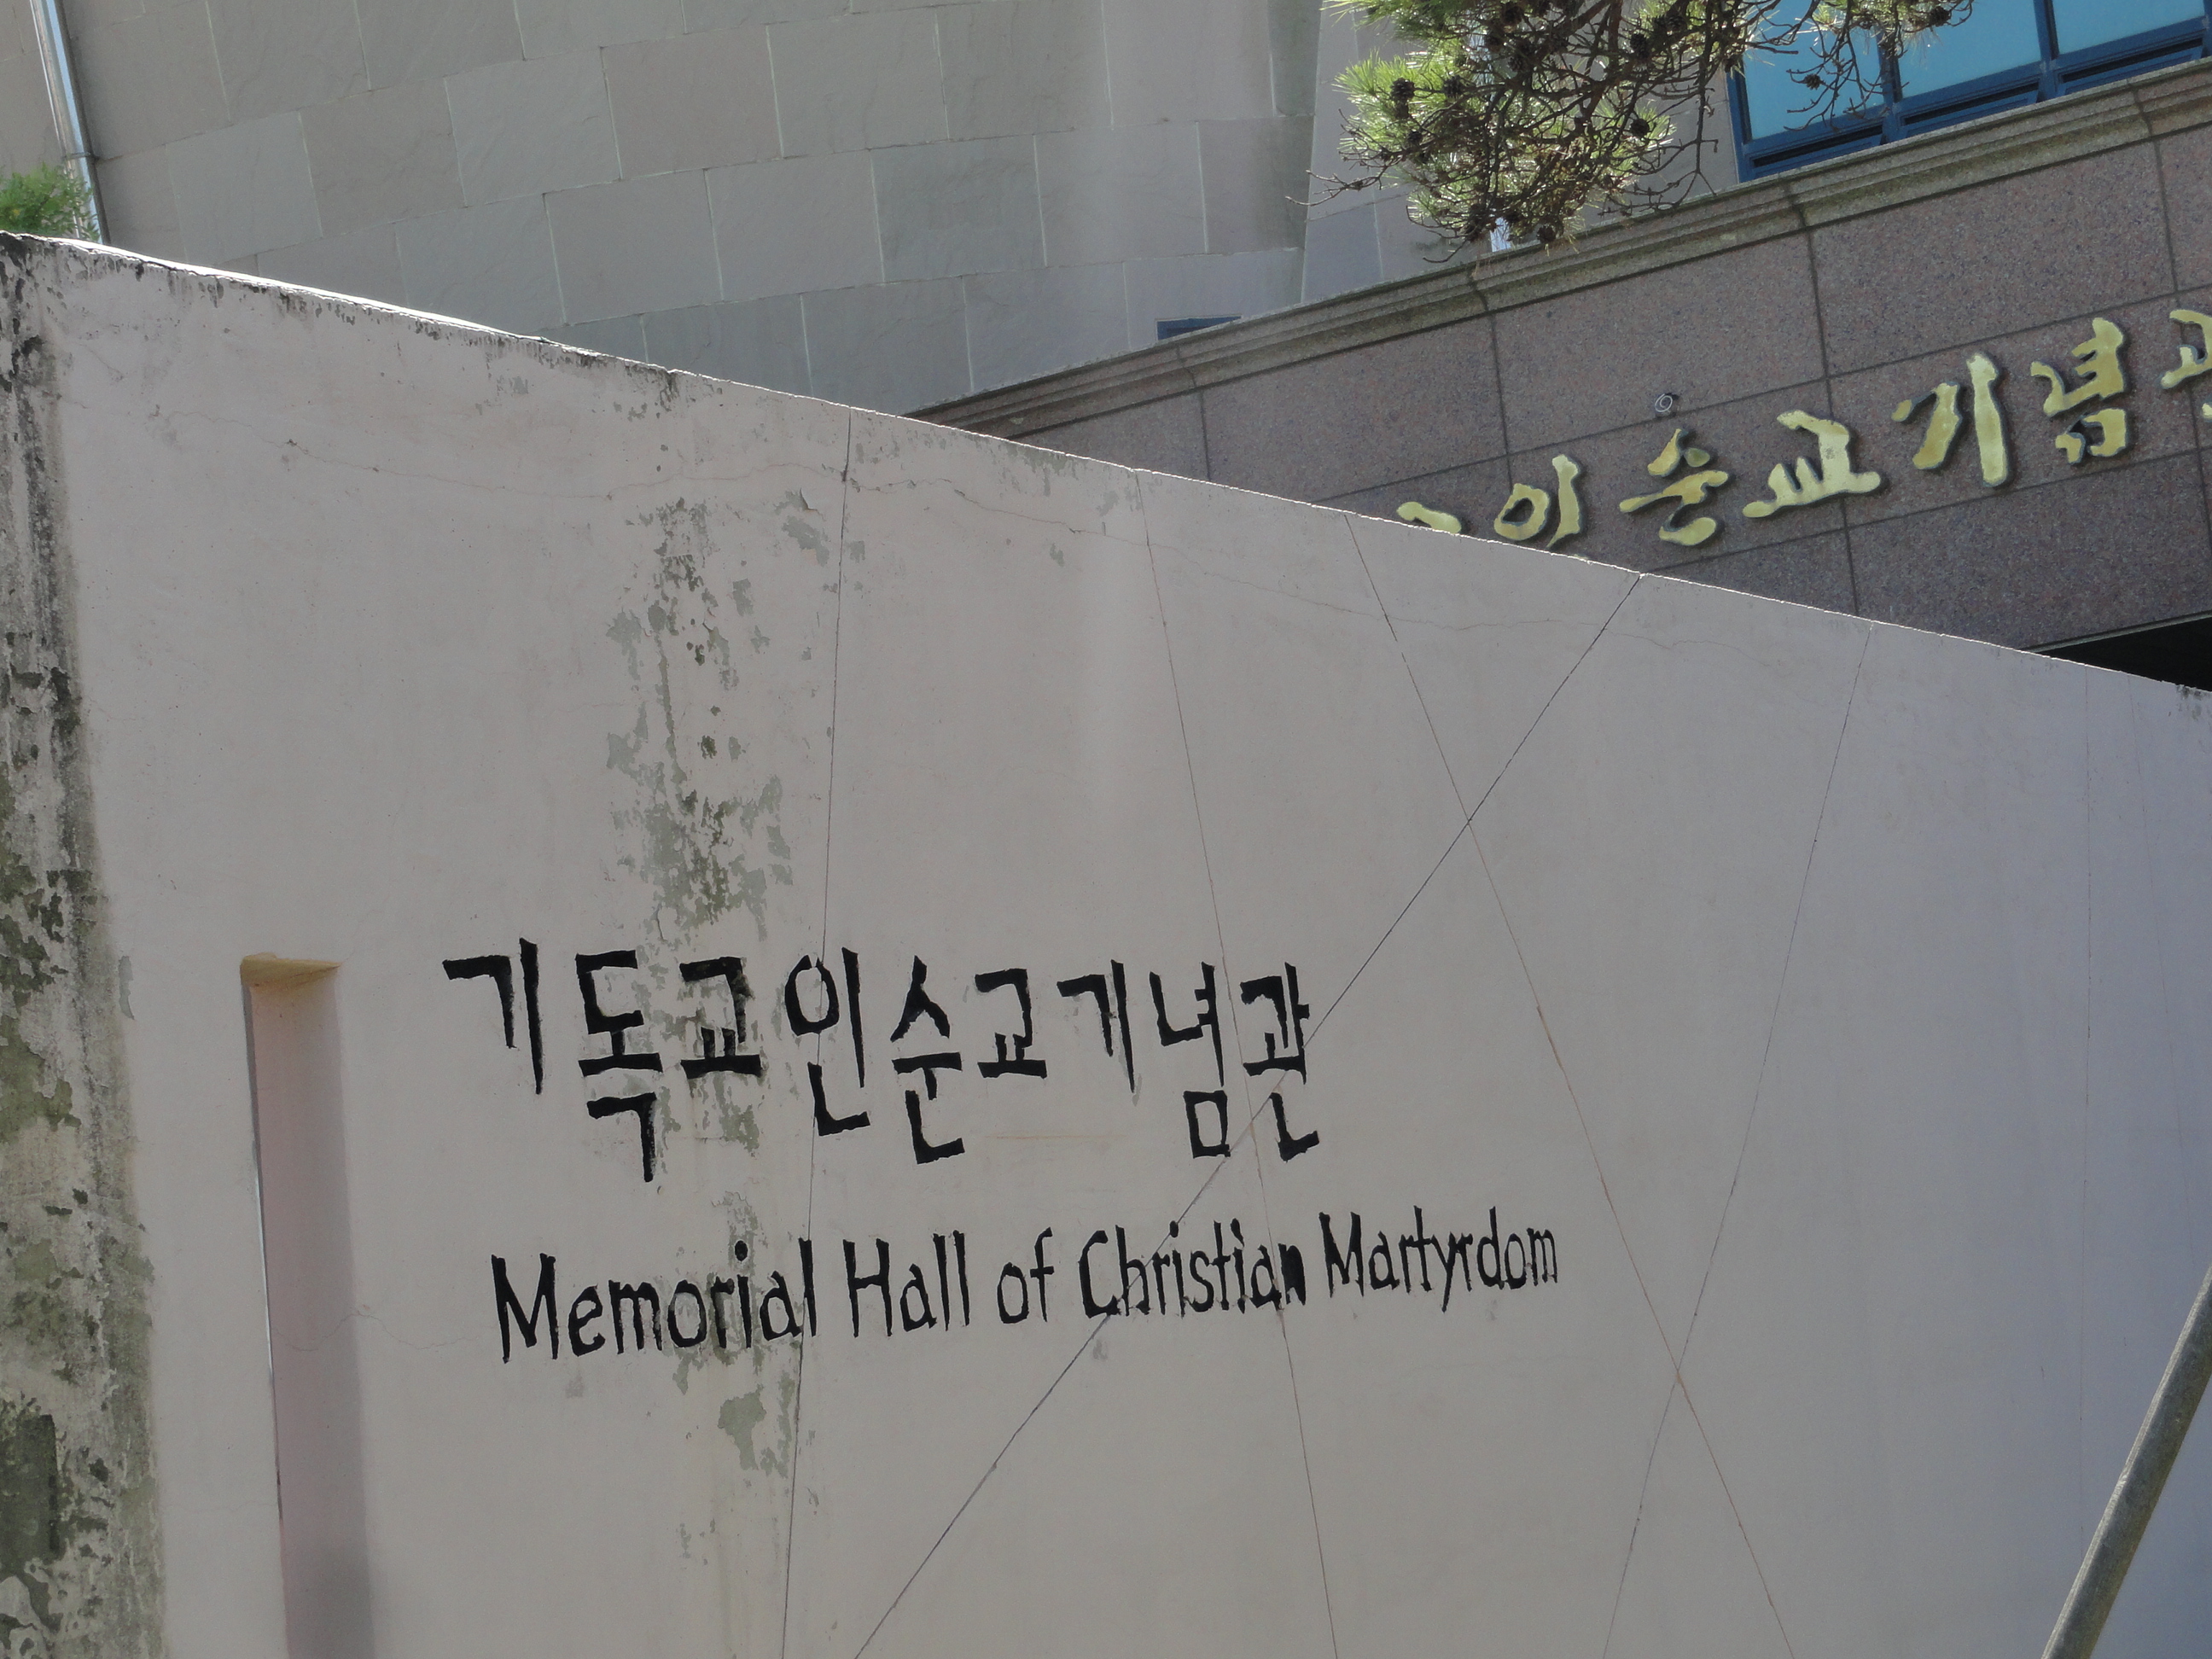 인순교기념관
기독교인순교기념관
Memorial Hall of Christian Martyrdom